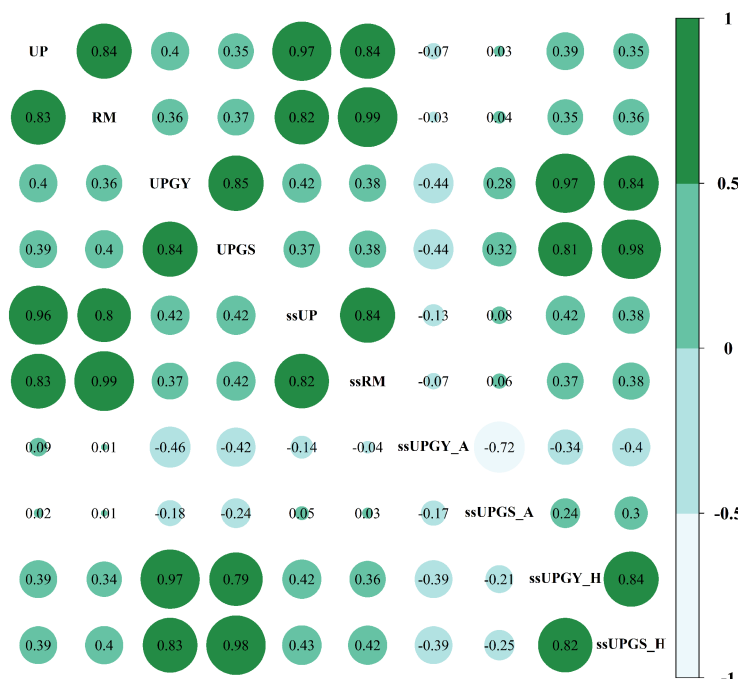 1
UP 0.84 0.4 0.35 0.97 0.84 -0.07 0.03 0.39 0.35
0.83 RM 0.36 0.37 0.82 0.99 -0.03 0.04 0.35 0.36
0.4 0.36 UPGY 0.85 0.42 0.38 -0.44 0.28 0.97 0.84
0.5
0.39 0.4 0.84 UPGS 0.37 0.38 -0.44 0.32 0.81 0.98
0.96 0.8 0.42 0.42 ssUP 0.84 -0.13 0.08 0.42 0.38
0
0.83 0.99 0.37 0.42 0.82 ssRM -0.07 0.06 0.37 0.38
0.09 0.01 -0.46 -0.42 -0.14 -0.04 ssUPGY_A -0.72 -0.34 -0.4
0.02 0.01 -0.18 -0.24 0.05 0.03 -0.17 ssUPGS_A 0.24 0.3
-0.5
0.39 0.34 0.97 0.79 0.42 0.36 -0.39 -0.21 ssUPGY_H 0.84
0.39 0.4 0.83 0.98 0.43 0.42 -0.39 -0.25 0.82 ssUPGS_H
-1